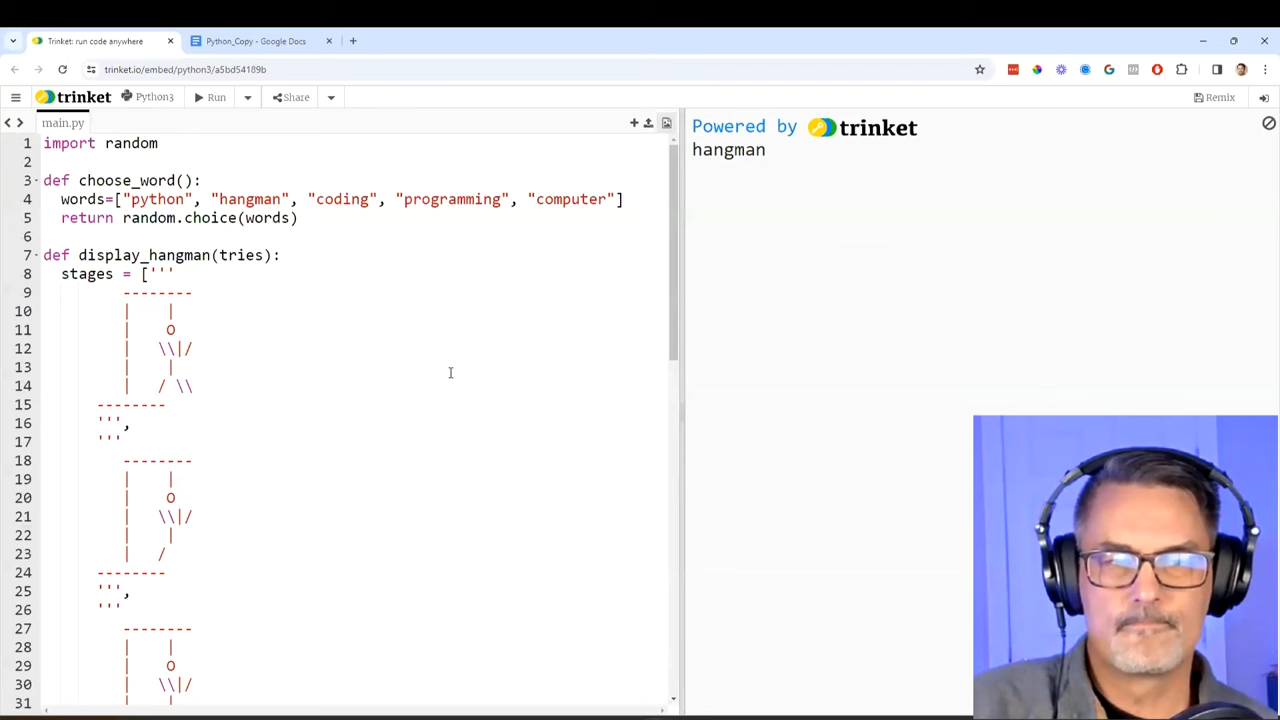 Trinket: run code anywhere
Python_Copy - Google Docs
trinket.io/embed/python3/a5bd54189b
trinket Python3 Run Share Remix
main.py
1 import random
2
3 def choose_word():
4 words=["python", "hangman", "coding", "programming", "computer"]
5 return random.choice(words)
6
7 def display_hangman(tries):
8 stages = ['''
9 --------
10 | |
11 | O
12 | \\|/
13 | |
14 | / \\
15 --------
16 ''',
17 '''
18 --------
19 | |
20 | O
21 | \\|/
22 | |
23 | /
24 --------
25 ''',
26 '''
27 --------
28 | |
29 | O
30 | \\|/
31 | |
Powered by trinket
hangman